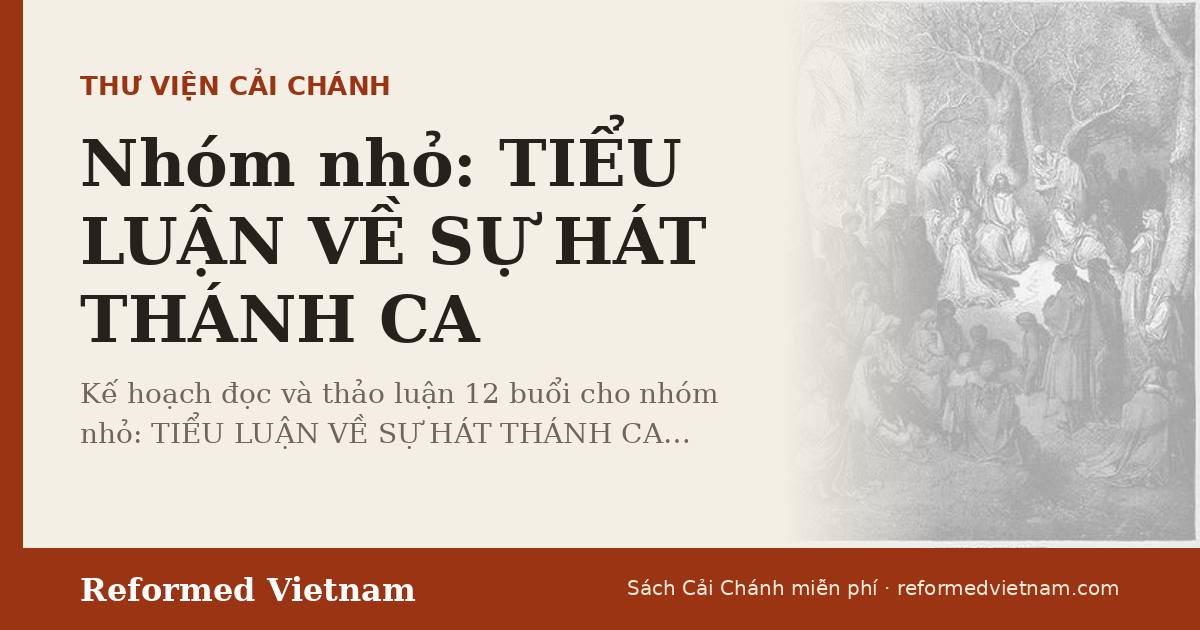 THƯ VIỆN CẢI CHÁNH
Nhóm nhỏ: TIỂU
LUẬN VỀ SỰ HÁT
THÁNH CA
Kế hoạch đọc và thảo luận 12 buổi cho nhóm
nhỏ: TIỂU LUẬN VỀ SỰ HÁT THÁNH CA...
Reformed Vietnam
Sách Cải Chánh miễn phí · reformedvietnam.com